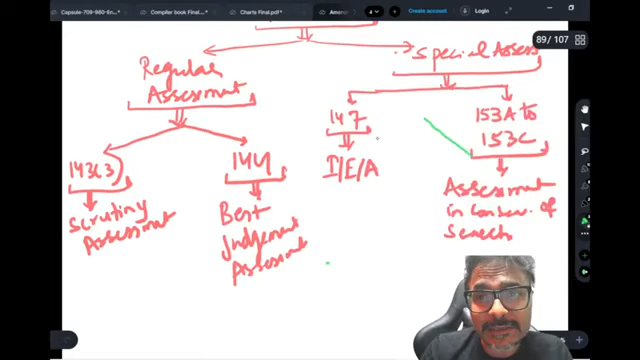 Capsule-708-960-Fin...
Compiler book Final...
Charts Final.pdf*
Create account
Login
89 / 107
Special Assess
Regular
Assessment
147
I/E/A
153A to
153C
Assessment
in conseq. of
Search
143(3)
Scrutiny
Assessment
144
Best
Judgement
Assessment